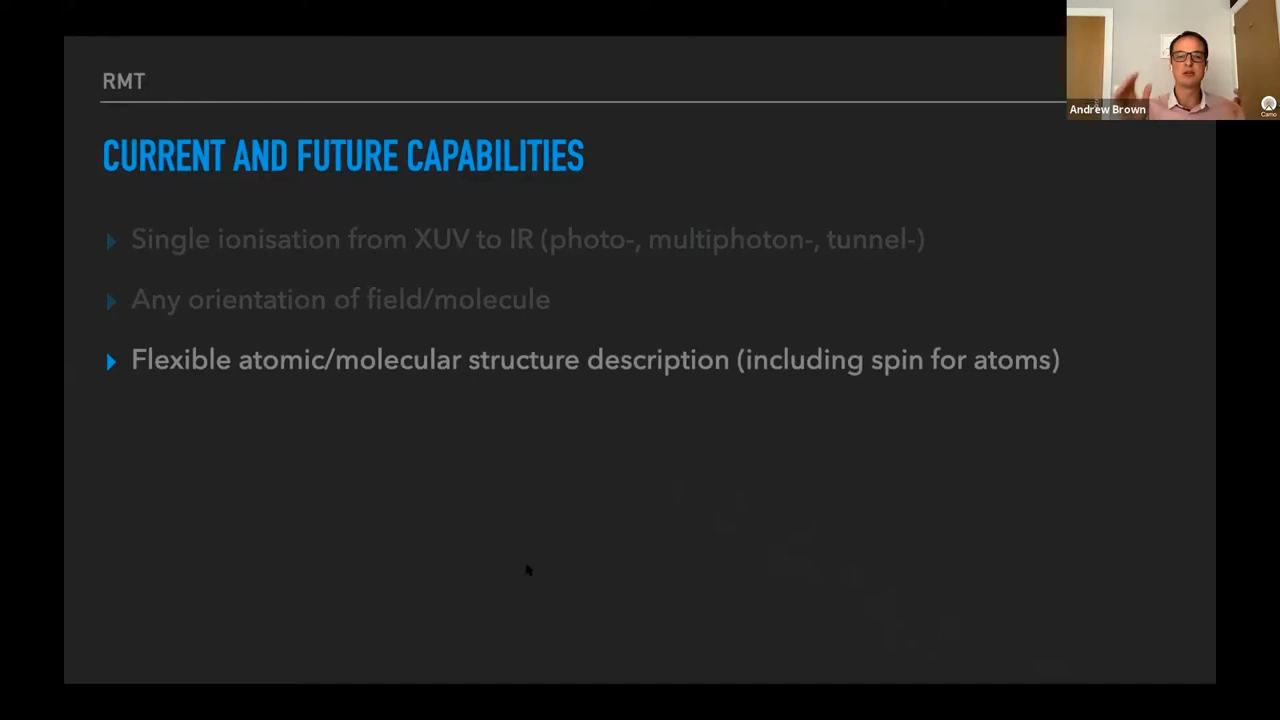 RMT
CURRENT AND FUTURE CAPABILITIES
Single ionisation from XUV to IR (photo-, multiphoton-, tunnel-)
Any orientation of field/molecule
Flexible atomic/molecular structure description (including spin for atoms)
Andrew Brown
Camo